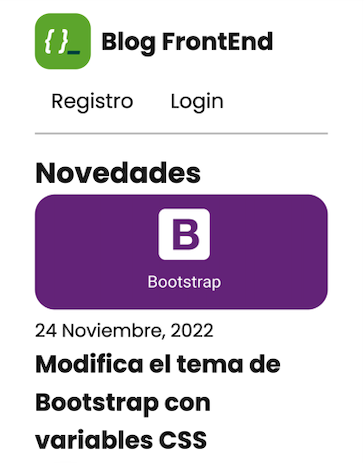 {}_ Blog FrontEnd
Registro Login
Novedades
B
Bootstrap
24 Noviembre, 2022
Modifica el tema de
Bootstrap con
variables CSS